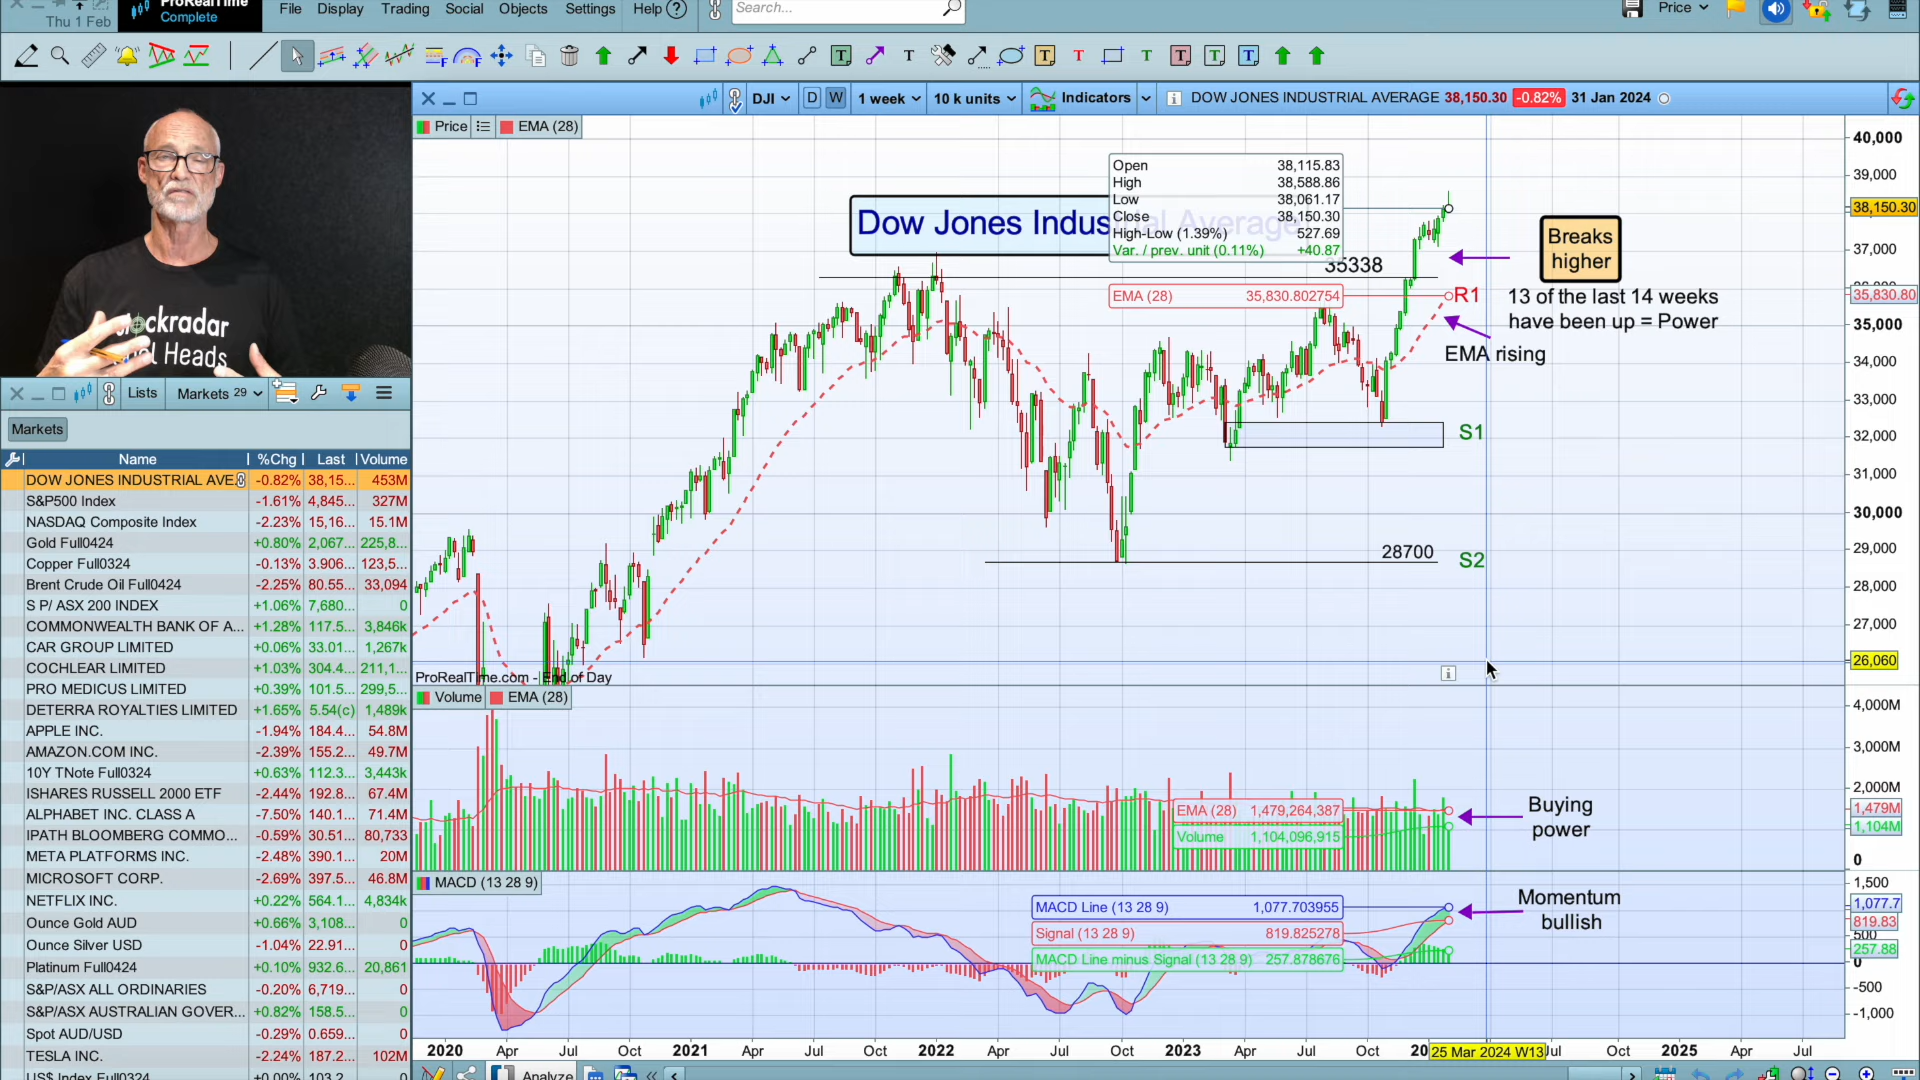 ProRealTime
Complete
Thu 1 Feb
File Display Trading Social Objects Settings Help ?
Search...
Price
DJI D W 1 week 10 k units Indicators DOW JONES INDUSTRIAL AVERAGE 38,150.30 -0.82% 31 Jan 2024
Price EMA (28)
Dow Jones Indus
Average
Open 38,115.83
High 38,588.86
Low 38,061.17
Close 38,150.30
High-Low (1.39%) 527.69
Var. / prev. unit (0.11%) +40.87
35338
EMA (28) 35,830.802754
R1
Breaks
higher
13 of the last 14 weeks
have been up = Power
EMA rising
S1
28700
S2
40,000
39,000
38,150.30
37,000
35,830.80
35,000
34,000
33,000
32,000
31,000
30,000
29,000
28,000
27,000
26,060
ProRealTime.com - End of Day
ckradar
Heads
Lists Markets 29
Markets
Name %Chg Last Volume
DOW JONES INDUSTRIAL AVE. -0.82% 38,15... 453M
S&P500 Index -1.61% 4,845... 327M
NASDAQ Composite Index -2.23% 15,16... 15.1M
Gold Full0424 +0.80% 2,067... 225,8...
Copper Full0324 -0.13% 3.906... 123,5...
Brent Crude Oil Full0424 -2.25% 80.55... 33,094
S P/ ASX 200 INDEX +1.06% 7,680... 0
COMMONWEALTH BANK OF A... +1.28% 117.5... 3,846k
CAR GROUP LIMITED +0.06% 33.01... 1,267k
COCHLEAR LIMITED +1.03% 304.4... 211,1...
PRO MEDICUS LIMITED +0.39% 101.5... 299,5...
DETERRA ROYALTIES LIMITED +1.65% 5.54(c) 1,489k
APPLE INC. -1.94% 184.4... 54.8M
AMAZON.COM INC. -2.39% 155.2... 49.7M
10Y TNote Full0324 +0.63% 112.3... 3,443k
ISHARES RUSSELL 2000 ETF -2.44% 192.8... 67.4M
ALPHABET INC. CLASS A -7.50% 140.1... 71.4M
IPATH BLOOMBERG COMMO... -0.59% 30.51... 80,733
META PLATFORMS INC. -2.48% 390.1... 20M
MICROSOFT CORP. -2.69% 397.5... 46.8M
NETFLIX INC. +0.22% 564.1... 4,834k
Ounce Gold AUD +0.66% 3,108... 0
Ounce Silver USD -1.04% 22.91... 0
Platinum Full0424 +0.10% 932.6... 20,861
S&P/ASX ALL ORDINARIES -0.20% 6,719... 0
S&P/ASX AUSTRALIAN GOVER... +0.82% 158.5... 0
Spot AUD/USD -0.29% 0.659... 0
TESLA INC. -2.24% 187.2... 102M
US$ Index Full0324 +0.00% 103.2... 0
Volume EMA (28)
EMA (28) 1,479,264,387
Volume 1,104,096,915
Buying
power
4,000M
3,000M
2,000M
1,479M
1,104M
0
MACD (13 28 9)
MACD Line (13 28 9) 1,077.703955
Signal (13 28 9) 819.825278
MACD Line minus Signal (13 28 9) 257.878676
Momentum
bullish
1,500
1,077.7
819.83
500
257.88
0
-500
-1,000
2020 Apr Jul Oct 2021 Apr Jul Oct 2022 Apr Jul Oct 2023 Apr Jul Oct 20 25 Mar 2024 W13 Jul Oct 2025 Apr Jul
Analyze